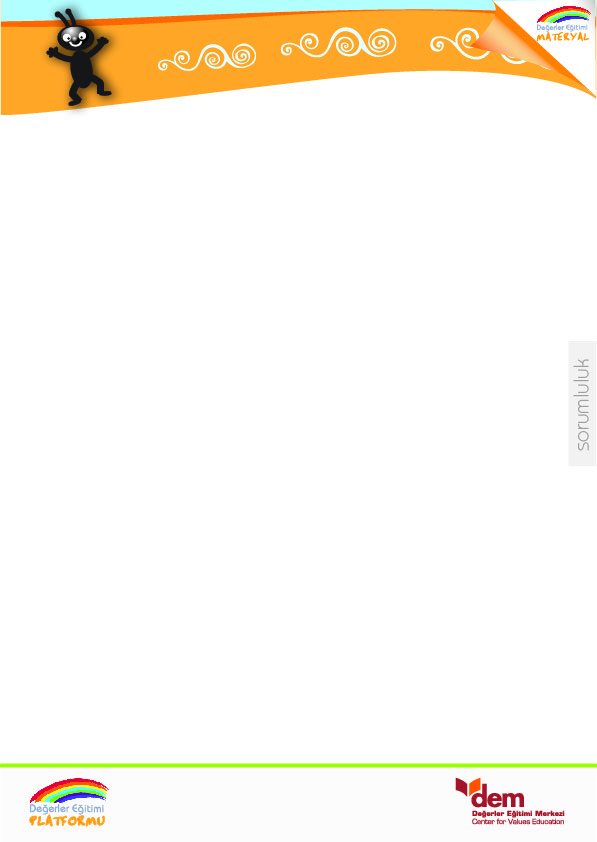 Değerler Eğitimi
MATERYAL
sorumluluk
Değerler Eğitimi
PLATFORMU
dem
Değerler Eğitimi Merkezi
Center for Values Education